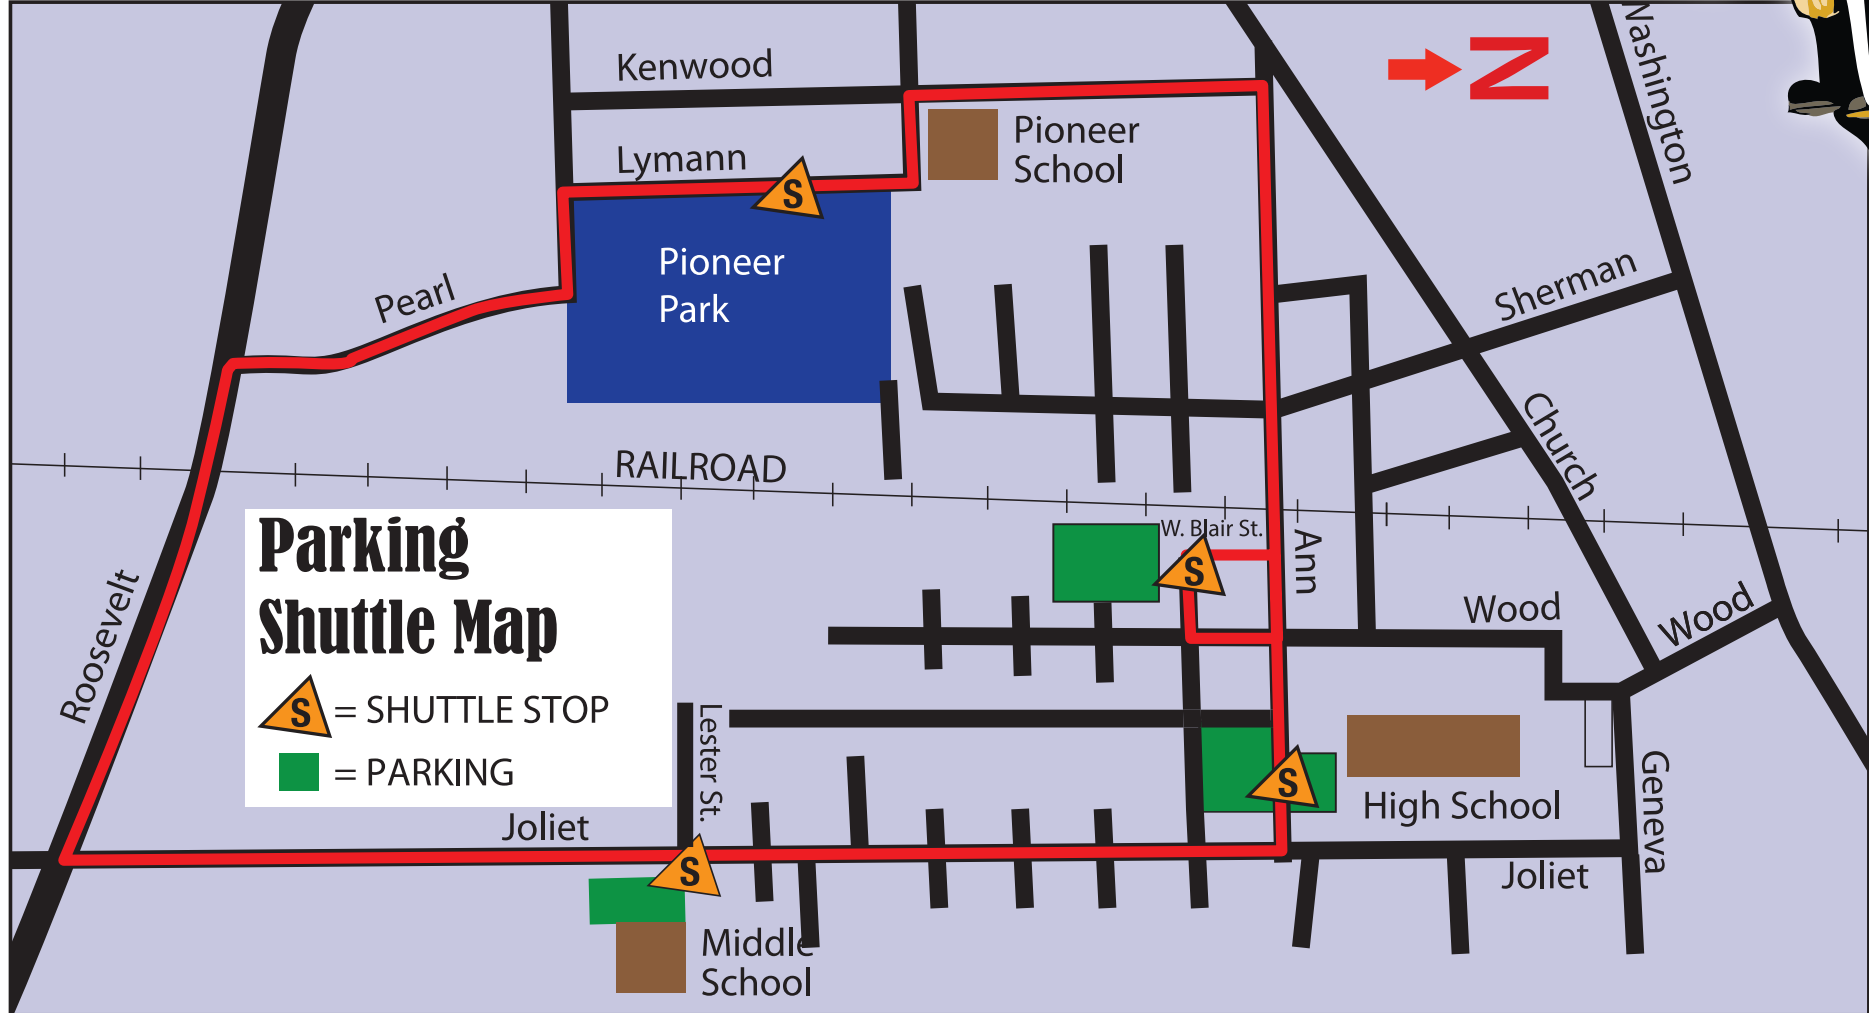 Kenwood
Lymann
Pioneer
School
N
Washington
Pioneer
Park
Pearl
Sherman
Church
RAILROAD
W. Blair St.
Ann
Parking
Shuttle Map
S = SHUTTLE STOP
= PARKING
Roosevelt
Wood
Wood
Lester St.
Joliet
High School
Geneva
Joliet
Middle
School
S
S
S
S